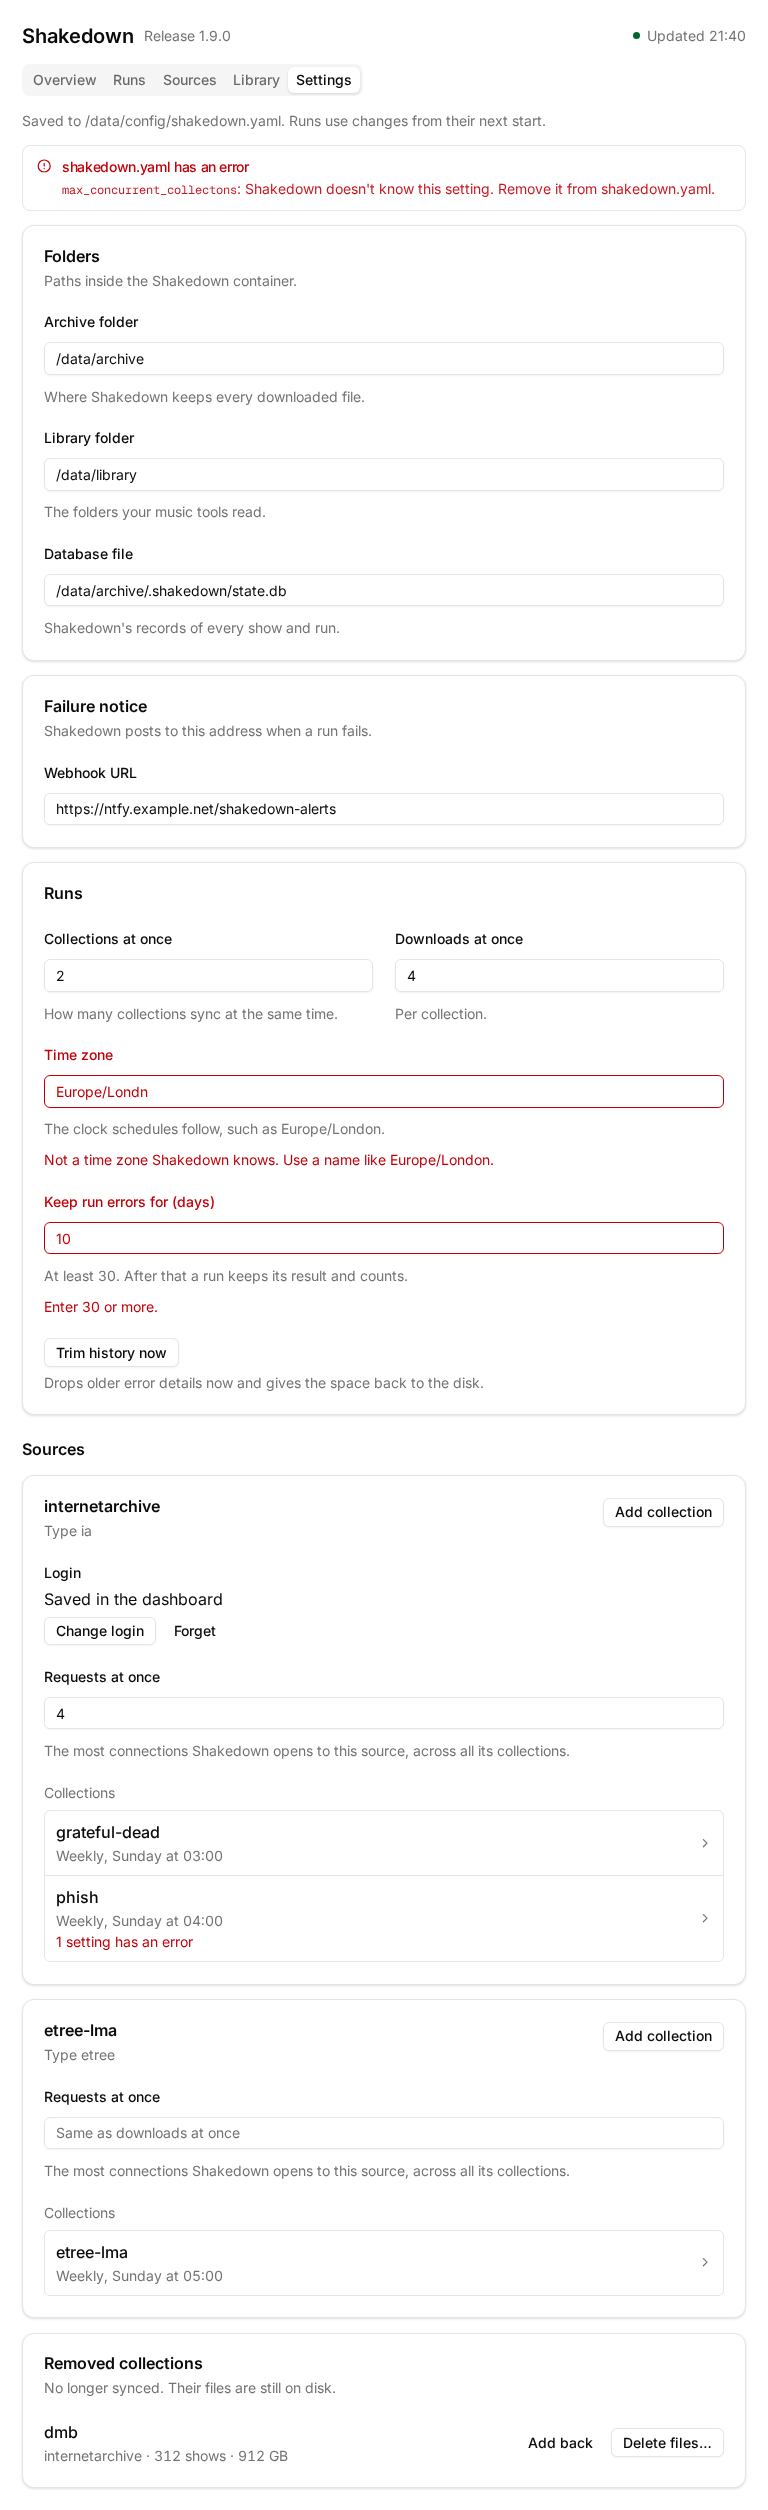 Shakedown Release 1.9.0
Updated 21:40
Overview Runs Sources Library Settings
Saved to /data/config/shakedown.yaml. Runs use changes from their next start.
shakedown.yaml has an error
max_concurrent_collectons: Shakedown doesn't know this setting. Remove it from shakedown.yaml.
Folders
Paths inside the Shakedown container.
Archive folder
/data/archive
Where Shakedown keeps every downloaded file.
Library folder
/data/library
The folders your music tools read.
Database file
/data/archive/.shakedown/state.db
Shakedown's records of every show and run.
Failure notice
Shakedown posts to this address when a run fails.
Webhook URL
https://ntfy.example.net/shakedown-alerts
Runs
Collections at once
2
How many collections sync at the same time.
Downloads at once
4
Per collection.
Time zone
Europe/Londn
The clock schedules follow, such as Europe/London.
Not a time zone Shakedown knows. Use a name like Europe/London.
Keep run errors for (days)
10
At least 30. After that a run keeps its result and counts.
Enter 30 or more.
Trim history now
Drops older error details now and gives the space back to the disk.
Sources
internetarchive
Type ia
Add collection
Login
Saved in the dashboard
Change login Forget
Requests at once
4
The most connections Shakedown opens to this source, across all its collections.
Collections
grateful-dead
Weekly, Sunday at 03:00
phish
Weekly, Sunday at 04:00
1 setting has an error
etree-lma
Type etree
Add collection
Requests at once
Same as downloads at once
The most connections Shakedown opens to this source, across all its collections.
Collections
etree-lma
Weekly, Sunday at 05:00
Removed collections
No longer synced. Their files are still on disk.
dmb
internetarchive · 312 shows · 912 GB
Add back Delete files...